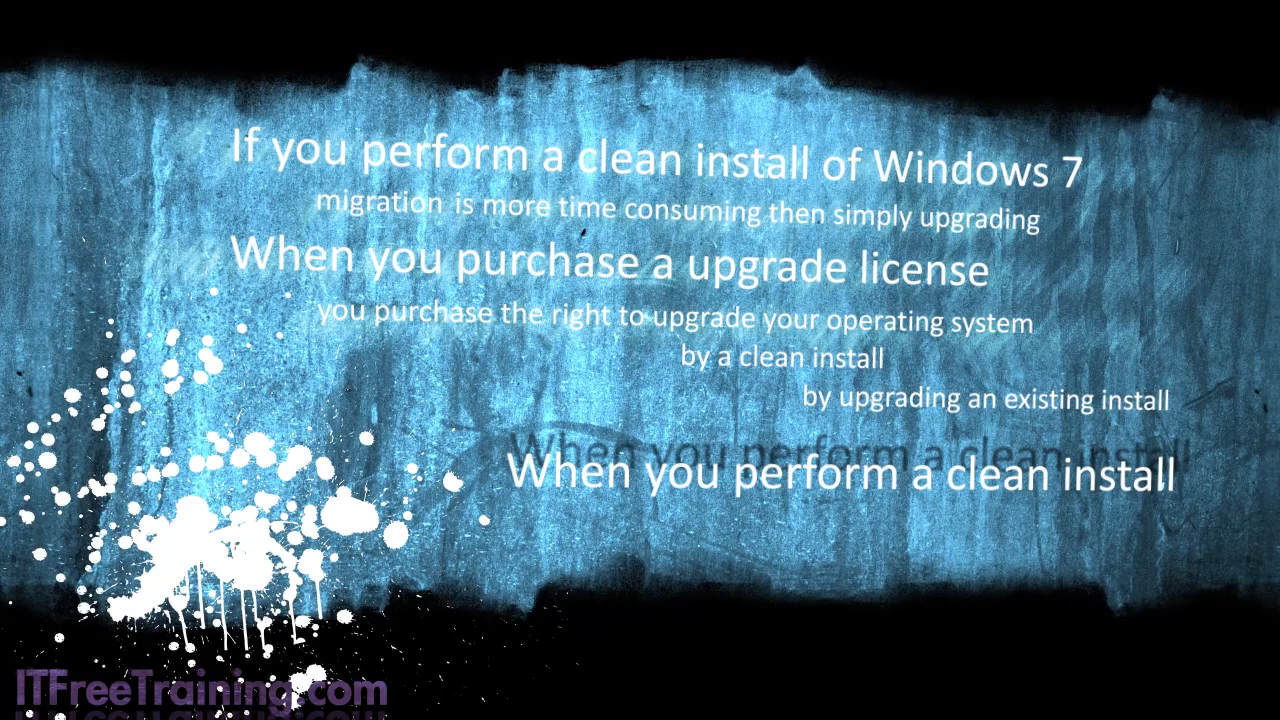 If you perform a clean install of Windows 7
migration is more time consuming then simply upgrading
When you purchase a upgrade license
you purchase the right to upgrade your operating system
by a clean install
by upgrading an existing install
When you perform a clean install
ITFreeTraining.com